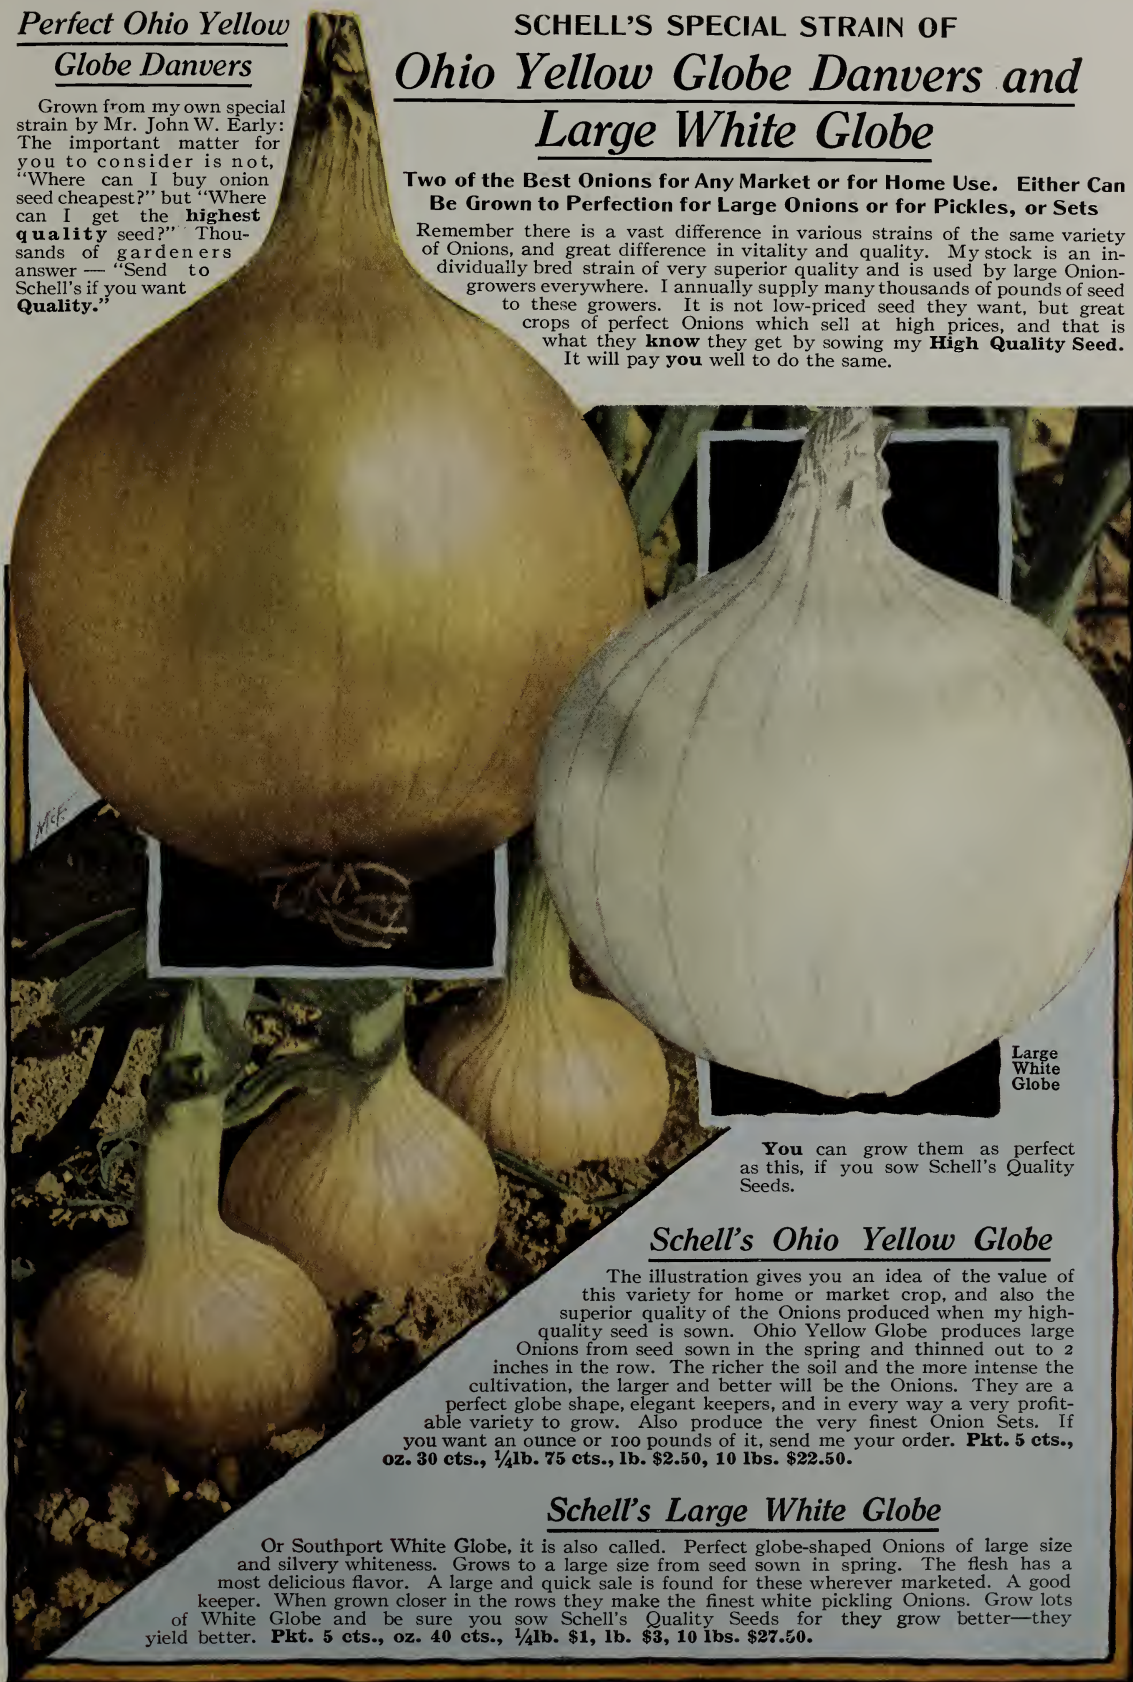 Perfect Ohio Yellow
Globe Danvers
Grown from my own special
strain by Mr. John W. Early:
The important matter for
you to consider is not,
"Where can I buy onion
seed cheapest?" but "Where
can I get the highest
quality seed?" Thou-
sands of gardeners
answer — "Send to
Schell's if you want
Quality."
SCHELL'S SPECIAL STRAIN OF
Ohio Yellow Globe Danvers and
Large White Globe
Two of the Best Onions for Any Market or for Home Use. Either Can
Be Grown to Perfection for Large Onions or for Pickles, or Sets
Remember there is a vast difference in various strains of the same variety
of Onions, and great difference in vitality and quality. My stock is an in-
dividually bred strain of very superior quality and is used by large Onion-
growers everywhere. I annually supply many thousands of pounds of seed
to these growers. It is not low-priced seed they want, but great
crops of perfect Onions which sell at high prices, and that is
what they know they get by sowing my High Quality Seed.
It will pay you well to do the same.
McF.
Large
White
Globe
You can grow them as perfect
as this, if you sow Schell's Quality
Seeds.
Schell's Ohio Yellow Globe
The illustration gives you an idea of the value of
this variety for home or market crop, and also the
superior quality of the Onions produced when my high-
quality seed is sown. Ohio Yellow Globe produces large
Onions from seed sown in the spring and thinned out to 2
inches in the row. The richer the soil and the more intense the
cultivation, the larger and better will be the Onions. They are a
perfect globe shape, elegant keepers, and in every way a very profit-
able variety to grow. Also produce the very finest Onion Sets. If
you want an ounce or 100 pounds of it, send me your order. Pkt. 5 cts.,
oz. 30 cts., ¼lb. 75 cts., lb. $2.50, 10 lbs. $22.50.
Schell's Large White Globe
Or Southport White Globe, it is also called. Perfect globe-shaped Onions of large size
and silvery whiteness. Grows to a large size from seed sown in spring. The flesh has a
most delicious flavor. A large and quick sale is found for these wherever marketed. A good
keeper. When grown closer in the rows they make the finest white pickling Onions. Grow lots
of White Globe and be sure you sow Schell's Quality Seeds for they grow better—they
yield better. Pkt. 5 cts., oz. 40 cts., ¼lb. $1, lb. $3, 10 lbs. $27.50.